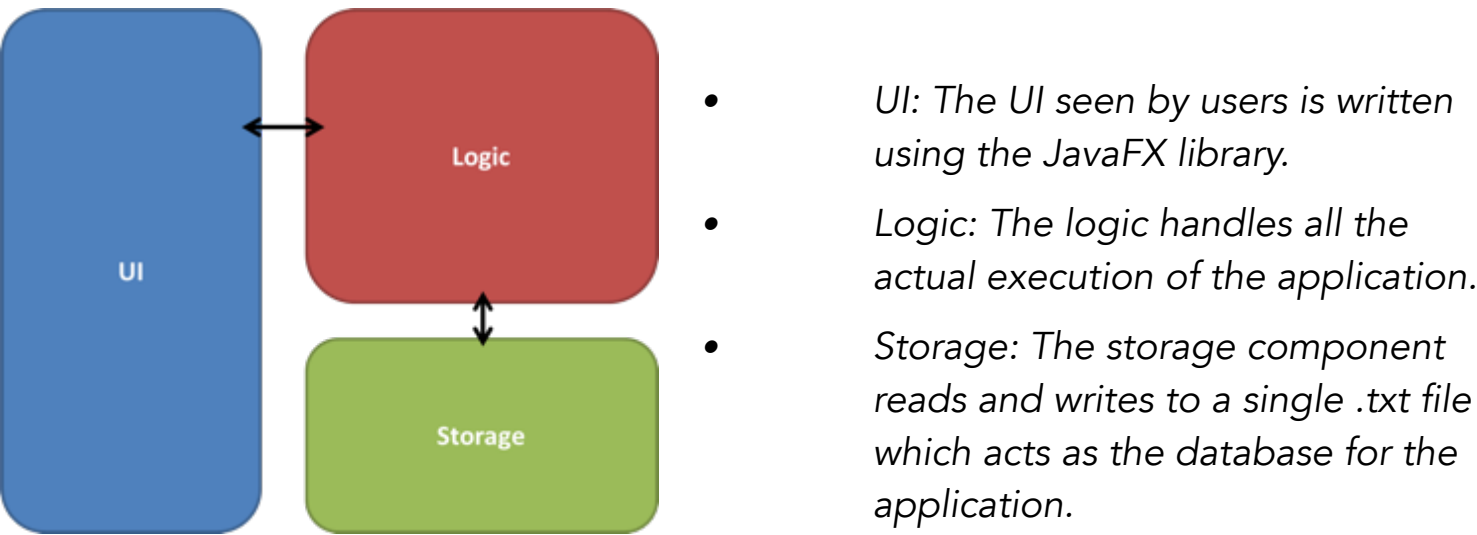 UI
Logic
Storage
• UI: The UI seen by users is written
using the JavaFX library.
• Logic: The logic handles all the
actual execution of the application.
• Storage: The storage component
reads and writes to a single .txt file
which acts as the database for the
application.